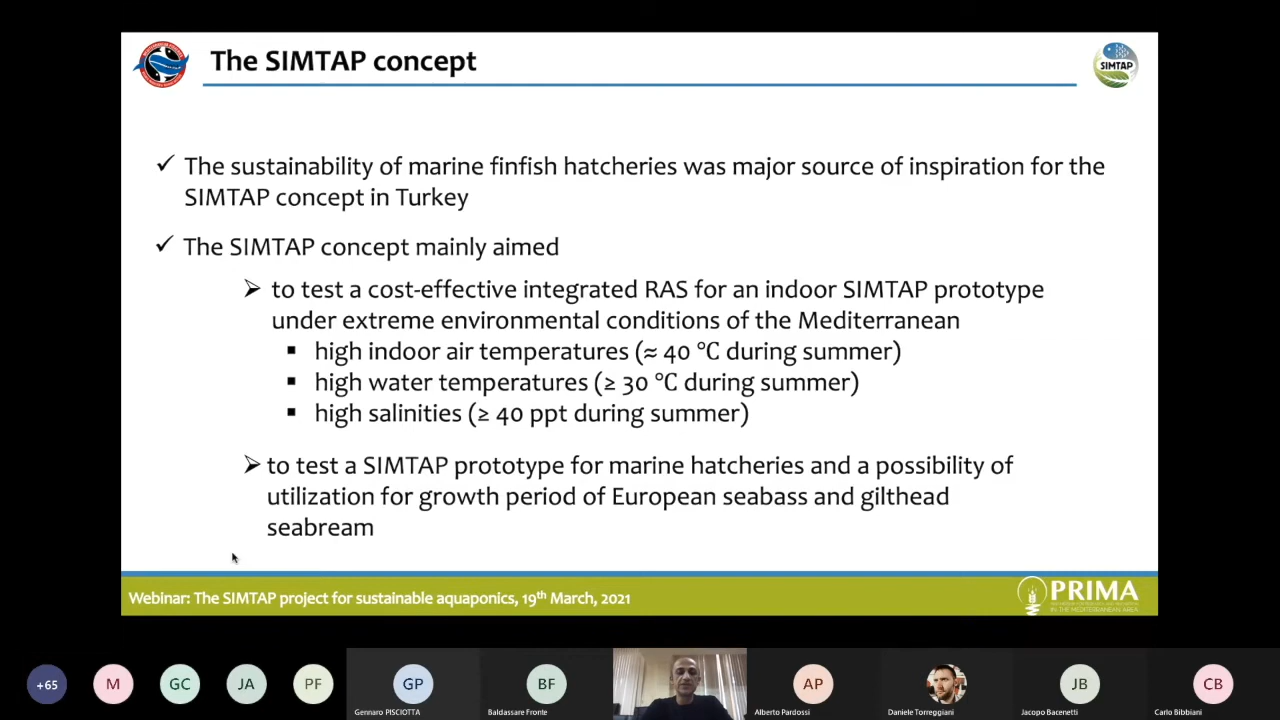 The SIMTAP concept
SIMTAP
✓ The sustainability of marine finfish hatcheries was major source of inspiration for the
SIMTAP concept in Turkey
✓ The SIMTAP concept mainly aimed
➢ to test a cost-effective integrated RAS for an indoor SIMTAP prototype
under extreme environmental conditions of the Mediterranean
▪ high indoor air temperatures (≈ 40 °C during summer)
▪ high water temperatures (≥ 30 °C during summer)
▪ high salinities (≥ 40 ppt during summer)
➢ to test a SIMTAP prototype for marine hatcheries and a possibility of
utilization for growth period of European seabass and gilthead
seabream
Webinar: The SIMTAP project for sustainable aquaponics, 19th March, 2021
PRIMA
IN THE MEDITERRANEAN AREA
+65
M
GC
JA
PF
GP
BF
AP
JB
CB
Gennaro PISCIOTTA
Baldassare Fronte
Alberto Pardossi
Daniele Torreggiani
Jacopo Bacenetti
Carlo Bibbiani